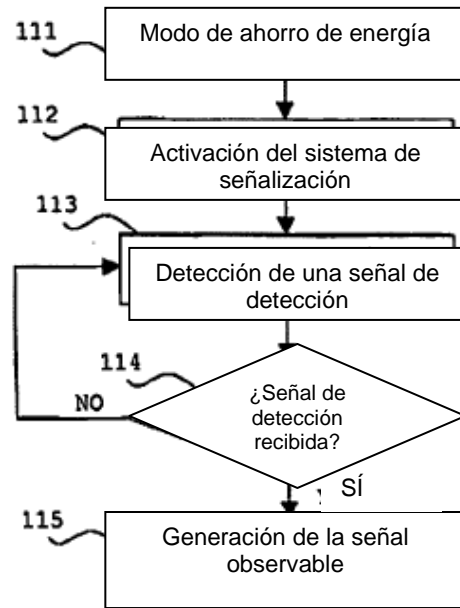 111
Modo de ahorro de energía
112
Activación del sistema de
señalización
113
Detección de una señal de
detección
114
¿Señal de
detección
recibida?
NO
SÍ
115
Generación de la señal
observable